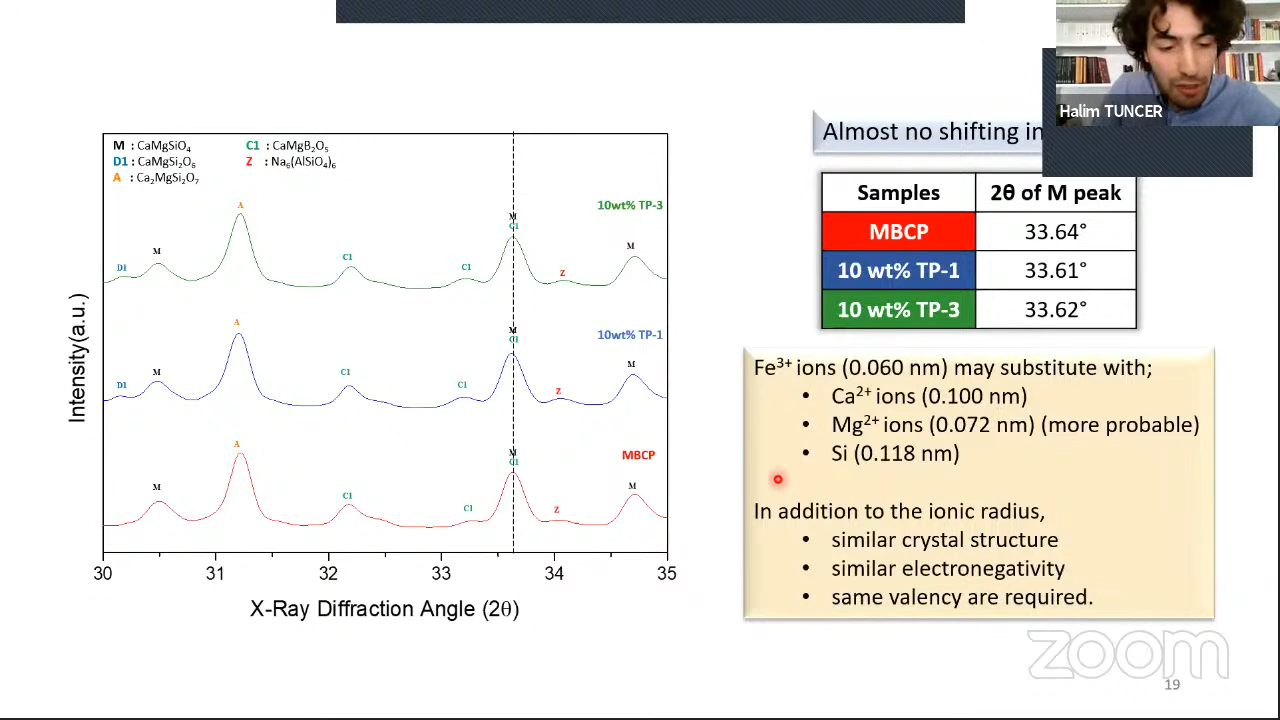 Halim TUNCER
Almost no shifting in
M : CaMgSiO₄
C1 : CaMgB₂O₅
D1 : CaMgSi₂O₆
Z : Na₆(AlSiO₄)₆
A : Ca₂MgSi₂O₇
10wt% TP-3
D1
M
A
C1
C1
M
C1
Z
M
10wt% TP-1
D1
M
A
C1
C1
M
C1
Z
M
MBCP
M
A
C1
C1
M
C1
Z
M
Intensity(a.u.)
30 31 32 33 34 35
X-Ray Diffraction Angle (2θ)
Samples 2θ of M peak
MBCP 33.64°
10 wt% TP-1 33.61°
10 wt% TP-3 33.62°
Fe³⁺ ions (0.060 nm) may substitute with;
• Ca²⁺ ions (0.100 nm)
• Mg²⁺ ions (0.072 nm) (more probable)
• Si (0.118 nm)
In addition to the ionic radius,
• similar crystal structure
• similar electronegativity
• same valency are required.
zoom
19